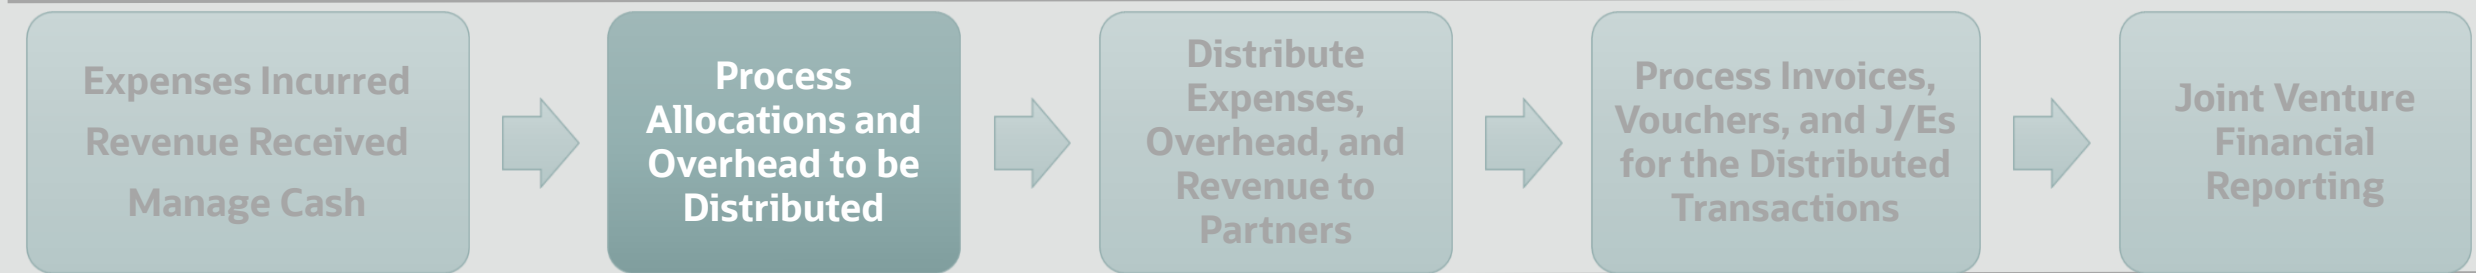 Expenses Incurred
Revenue Received
Manage Cash
Process
Allocations and
Overhead to be
Distributed
Distribute
Expenses,
Overhead, and
Revenue to
Partners
Process Invoices,
Vouchers, and J/Es
for the Distributed
Transactions
Joint Venture
Financial
Reporting